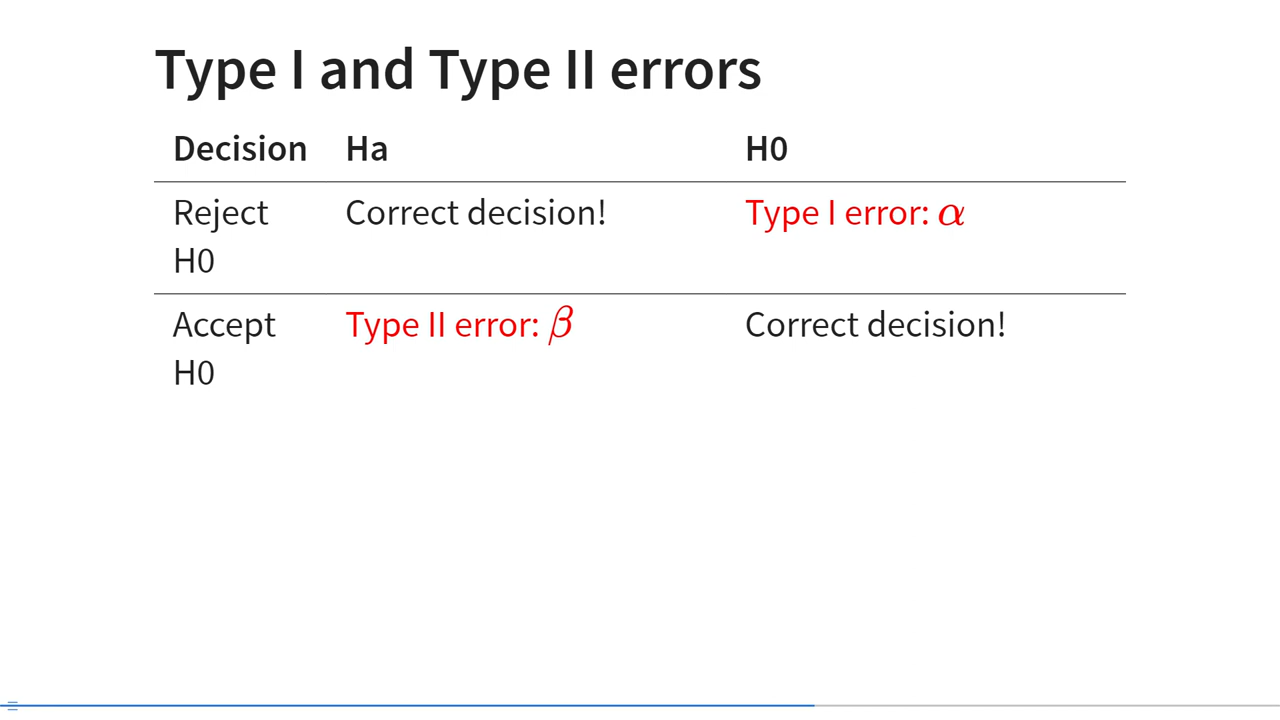 Type I and Type II errors
Decision Ha H0
Reject Correct decision! Type I error: α
H0
Accept Type II error: β Correct decision!
H0